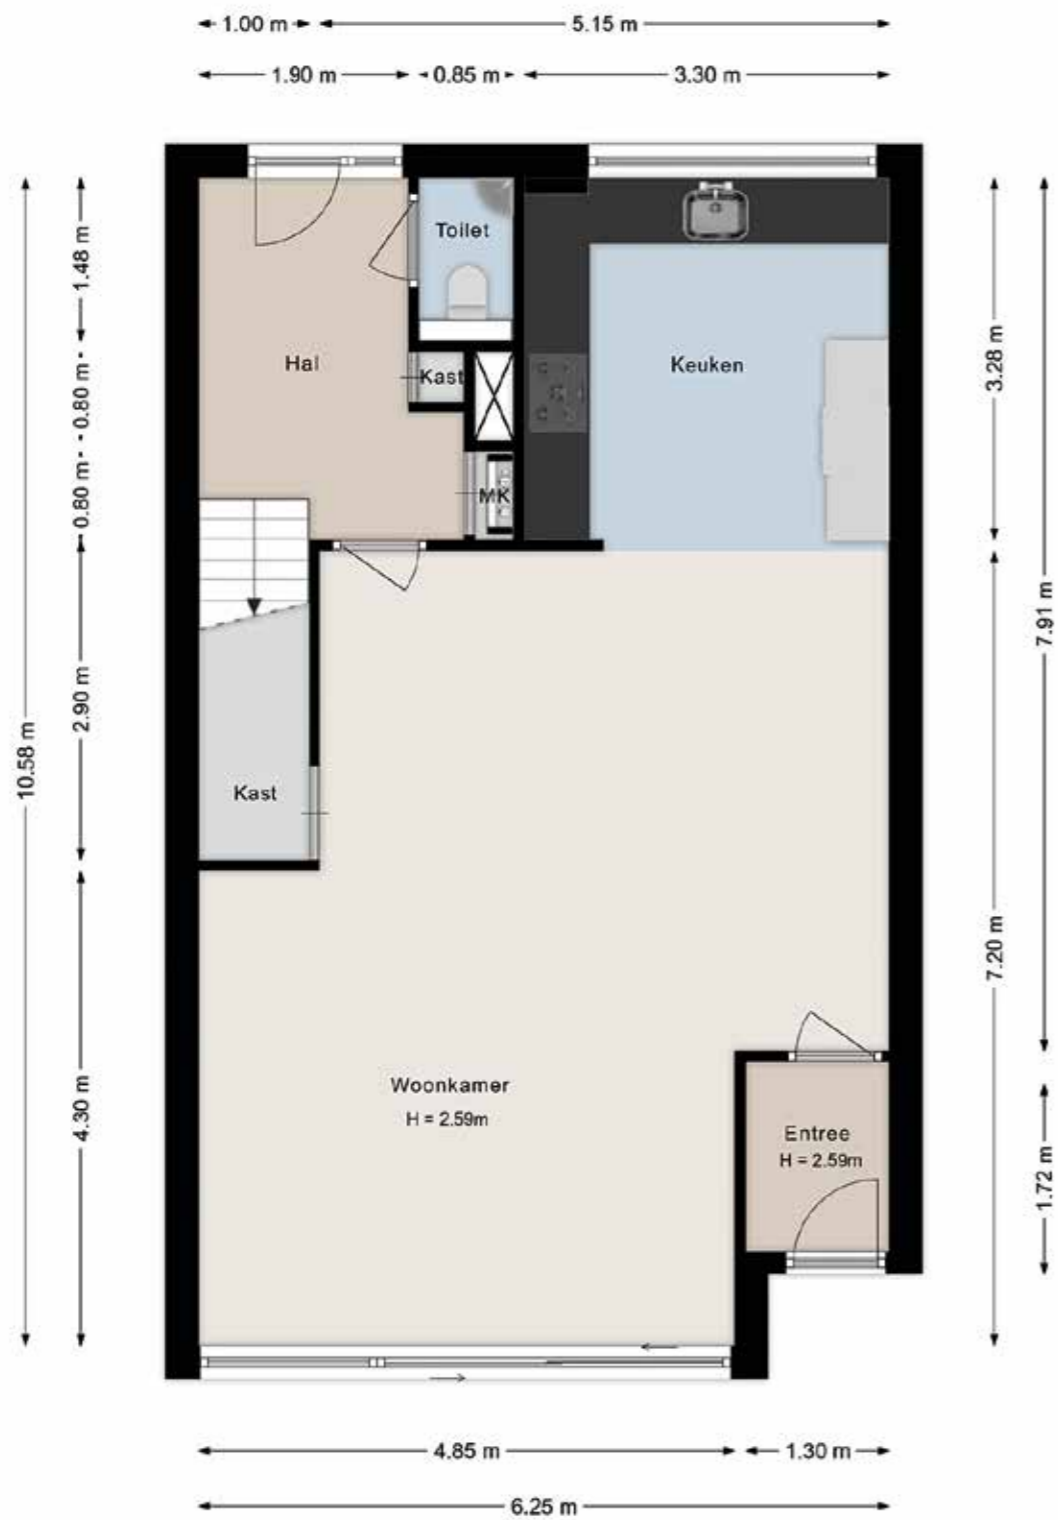 1.00 m
5.15 m
1.90 m
0.85 m
3.30 m
Toilet
1.48 m
Hal
Kast
Keuken
0.80 m
3.28 m
MK
0.80 m
7.91 m
2.90 m
10.58 m
Kast
7.20 m
Woonkamer
H = 2.59m
4.30 m
Entree
H = 2.59m
1.72 m
4.85 m
1.30 m
6.25 m